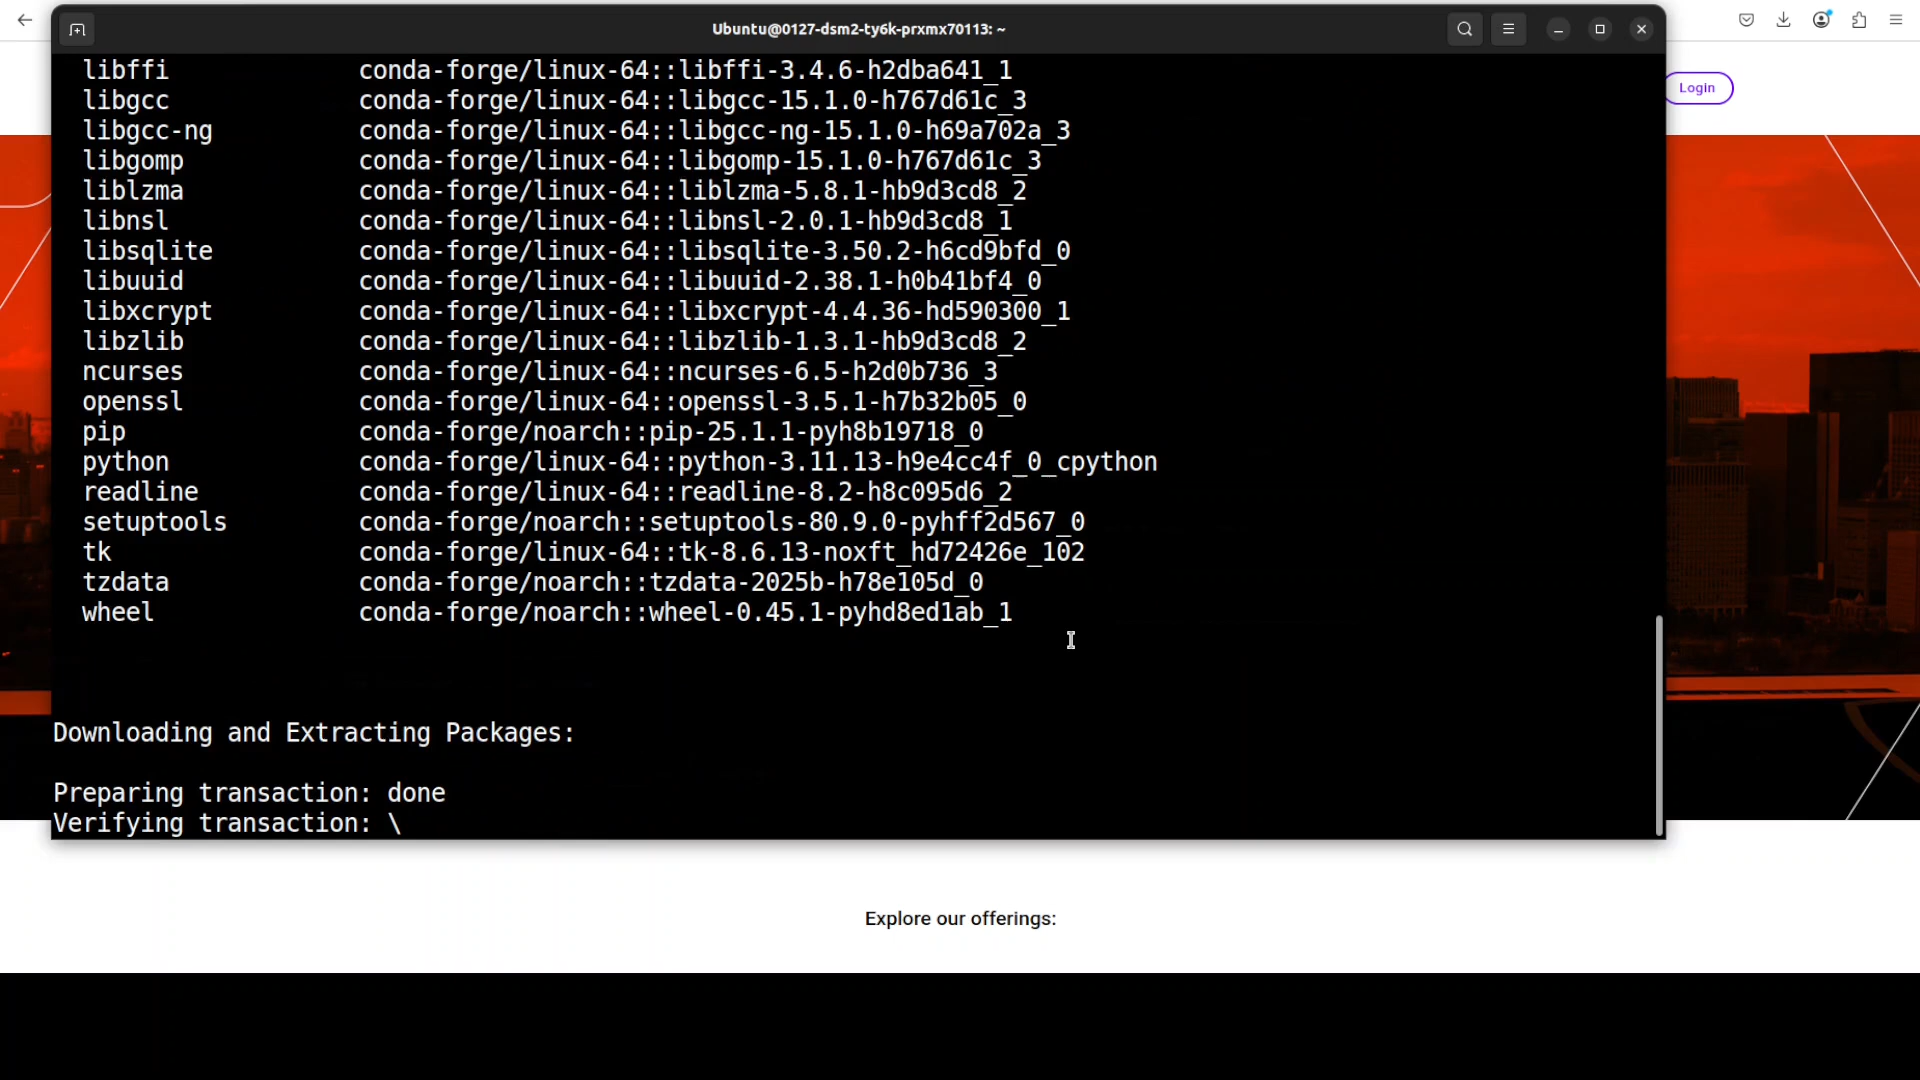 Ubuntu@0127-dsm2-ty6k-prxmx70113: ~
Login
libffi conda-forge/linux-64::libffi-3.4.6-h2dba641_1
libgcc conda-forge/linux-64::libgcc-15.1.0-h767d61c_3
libgcc-ng conda-forge/linux-64::libgcc-ng-15.1.0-h69a702a_3
libgomp conda-forge/linux-64::libgomp-15.1.0-h767d61c_3
liblzma conda-forge/linux-64::liblzma-5.8.1-hb9d3cd8_2
libnsl conda-forge/linux-64::libnsl-2.0.1-hb9d3cd8_1
libsqlite conda-forge/linux-64::libsqlite-3.50.2-h6cd9bfd_0
libuuid conda-forge/linux-64::libuuid-2.38.1-h0b41bf4_0
libxcrypt conda-forge/linux-64::libxcrypt-4.4.36-hd590300_1
libzlib conda-forge/linux-64::libzlib-1.3.1-hb9d3cd8_2
ncurses conda-forge/linux-64::ncurses-6.5-h2d0b736_3
openssl conda-forge/linux-64::openssl-3.5.1-h7b32b05_0
pip conda-forge/noarch::pip-25.1.1-pyh8b19718_0
python conda-forge/linux-64::python-3.11.13-h9e4cc4f_0_cpython
readline conda-forge/linux-64::readline-8.2-h8c095d6_2
setuptools conda-forge/noarch::setuptools-80.9.0-pyhff2d567_0
tk conda-forge/linux-64::tk-8.6.13-noxft_hd72426e_102
tzdata conda-forge/noarch::tzdata-2025b-h78e105d_0
wheel conda-forge/noarch::wheel-0.45.1-pyhd8ed1ab_1
Downloading and Extracting Packages:
Preparing transaction: done
Verifying transaction: \
Explore our offerings: